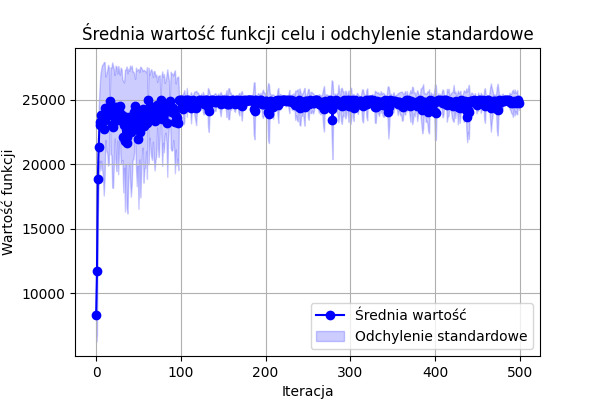 Średnia wartość funkcji celu i odchylenie standardowe
Wartość funkcji
25000
20000
15000
10000
Średnia wartość
Odchylenie standardowe
0 100 200 300 400 500
Iteracja